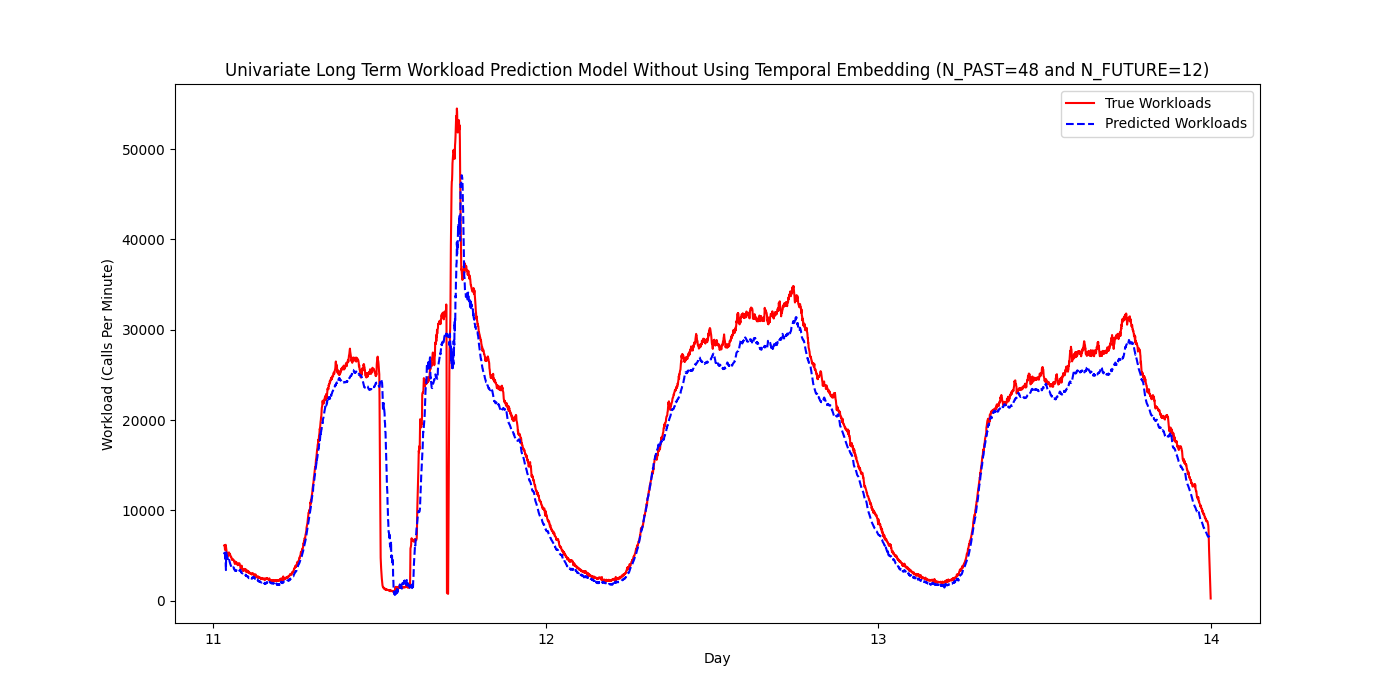 Univariate Long Term Workload Prediction Model Without Using Temporal Embedding (N_PAST=48 and N_FUTURE=12)
True Workloads
Predicted Workloads
50000
40000
30000
20000
10000
0
Workload (Calls Per Minute)
11
12
13
14
Day